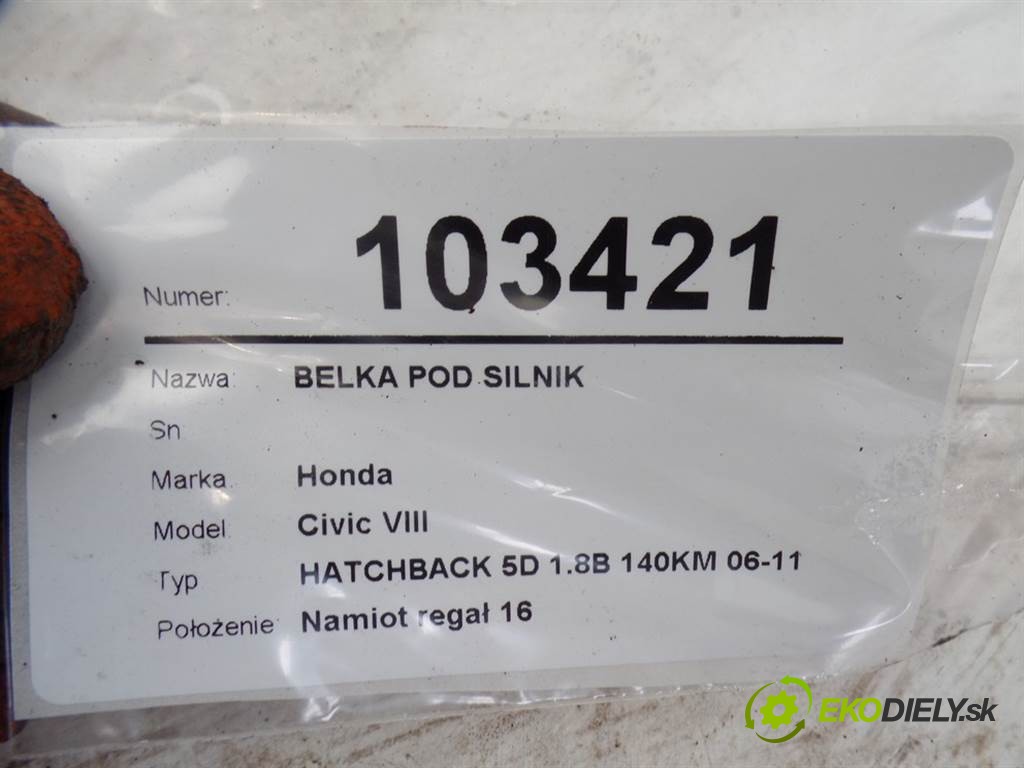 Numer: 103421
Nazwa: BELKA POD SILNIK
Sn
Marka Honda
Model Civic VIII
Typ HATCHBACK 5D 1.8B 140KM 06-11
Położenie: Namiot regał 16
EKODIELY.sk